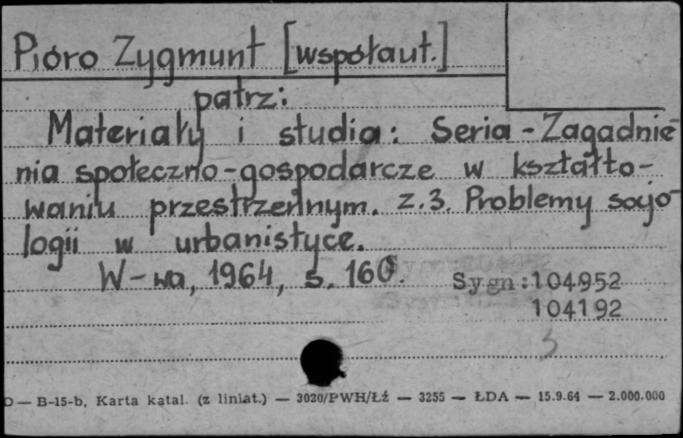 Pióro Zygmunt [współaut.]
patrz:
Materiały i studia: Seria - Zagadnie
nia społeczno-gospodarcze w kształto-
waniu przestrzennym. z.3. Problemy socjo-
logii w urbanistyce.
W-wa, 1964, s. 160.
Sygn:104952
104192
3
D — B-15-b, Karta katal. (z liniat.) — 3020/PWH/Łź — 3255 — ŁDA — 15.9.64 — 2.000.000